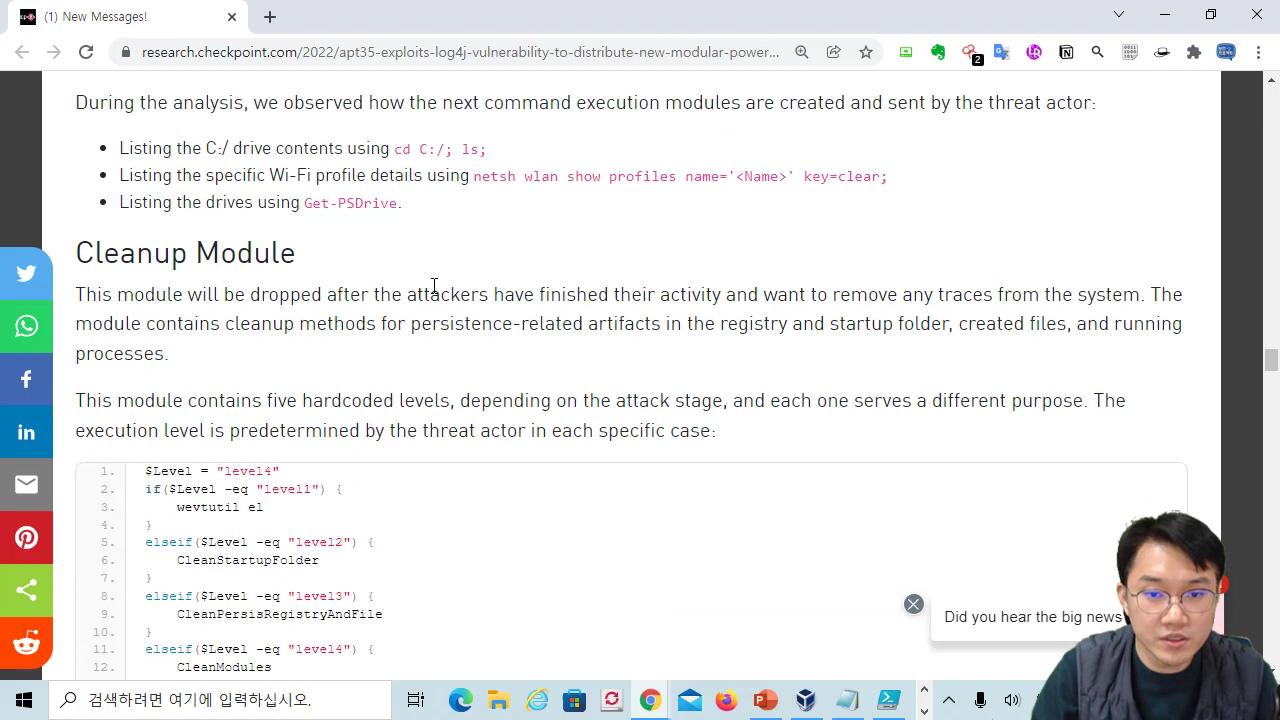 (1) New Messages!
research.checkpoint.com/2022/apt35-exploits-log4j-vulnerability-to-distribute-new-modular-power...
2
During the analysis, we observed how the next command execution modules are created and sent by the threat actor:
• Listing the C:/ drive contents using cd C:/; ls;
• Listing the specific Wi-Fi profile details using netsh wlan show profiles name='<Name>' key=clear;
• Listing the drives using Get-PSDrive.
Cleanup Module
This module will be dropped after the attackers have finished their activity and want to remove any traces from the system. The
module contains cleanup methods for persistence-related artifacts in the registry and startup folder, created files, and running
processes.
This module contains five hardcoded levels, depending on the attack stage, and each one serves a different purpose. The
execution level is predetermined by the threat actor in each specific case:
1. $Level = "level4"
2. if($Level -eq "level1") {
3. wevtutil el
4. }
5. elseif($Level -eq "level2") {
6. CleanStartupFolder
7. }
8. elseif($Level -eq "level3") {
9. CleanPersisRegistryAndFile
10. }
11. elseif($Level -eq "level4") {
12. CleanModules
Did you hear the big news
검색하려면 여기에 입력하십시오.